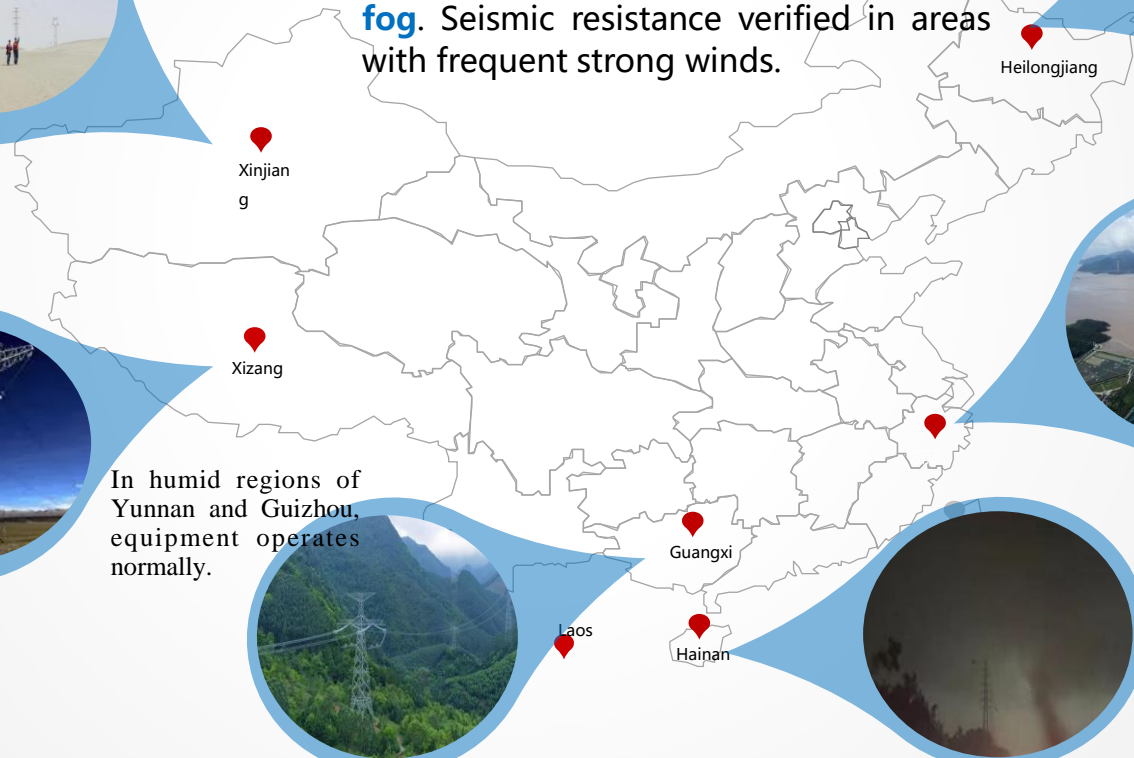 fog. Seismic resistance verified in areas
with frequent strong winds.
Heilongjiang
Xinjian
g
Xizang
In humid regions of
Yunnan and Guizhou,
equipment operates
normally.
Guangxi
Laos
Hainan